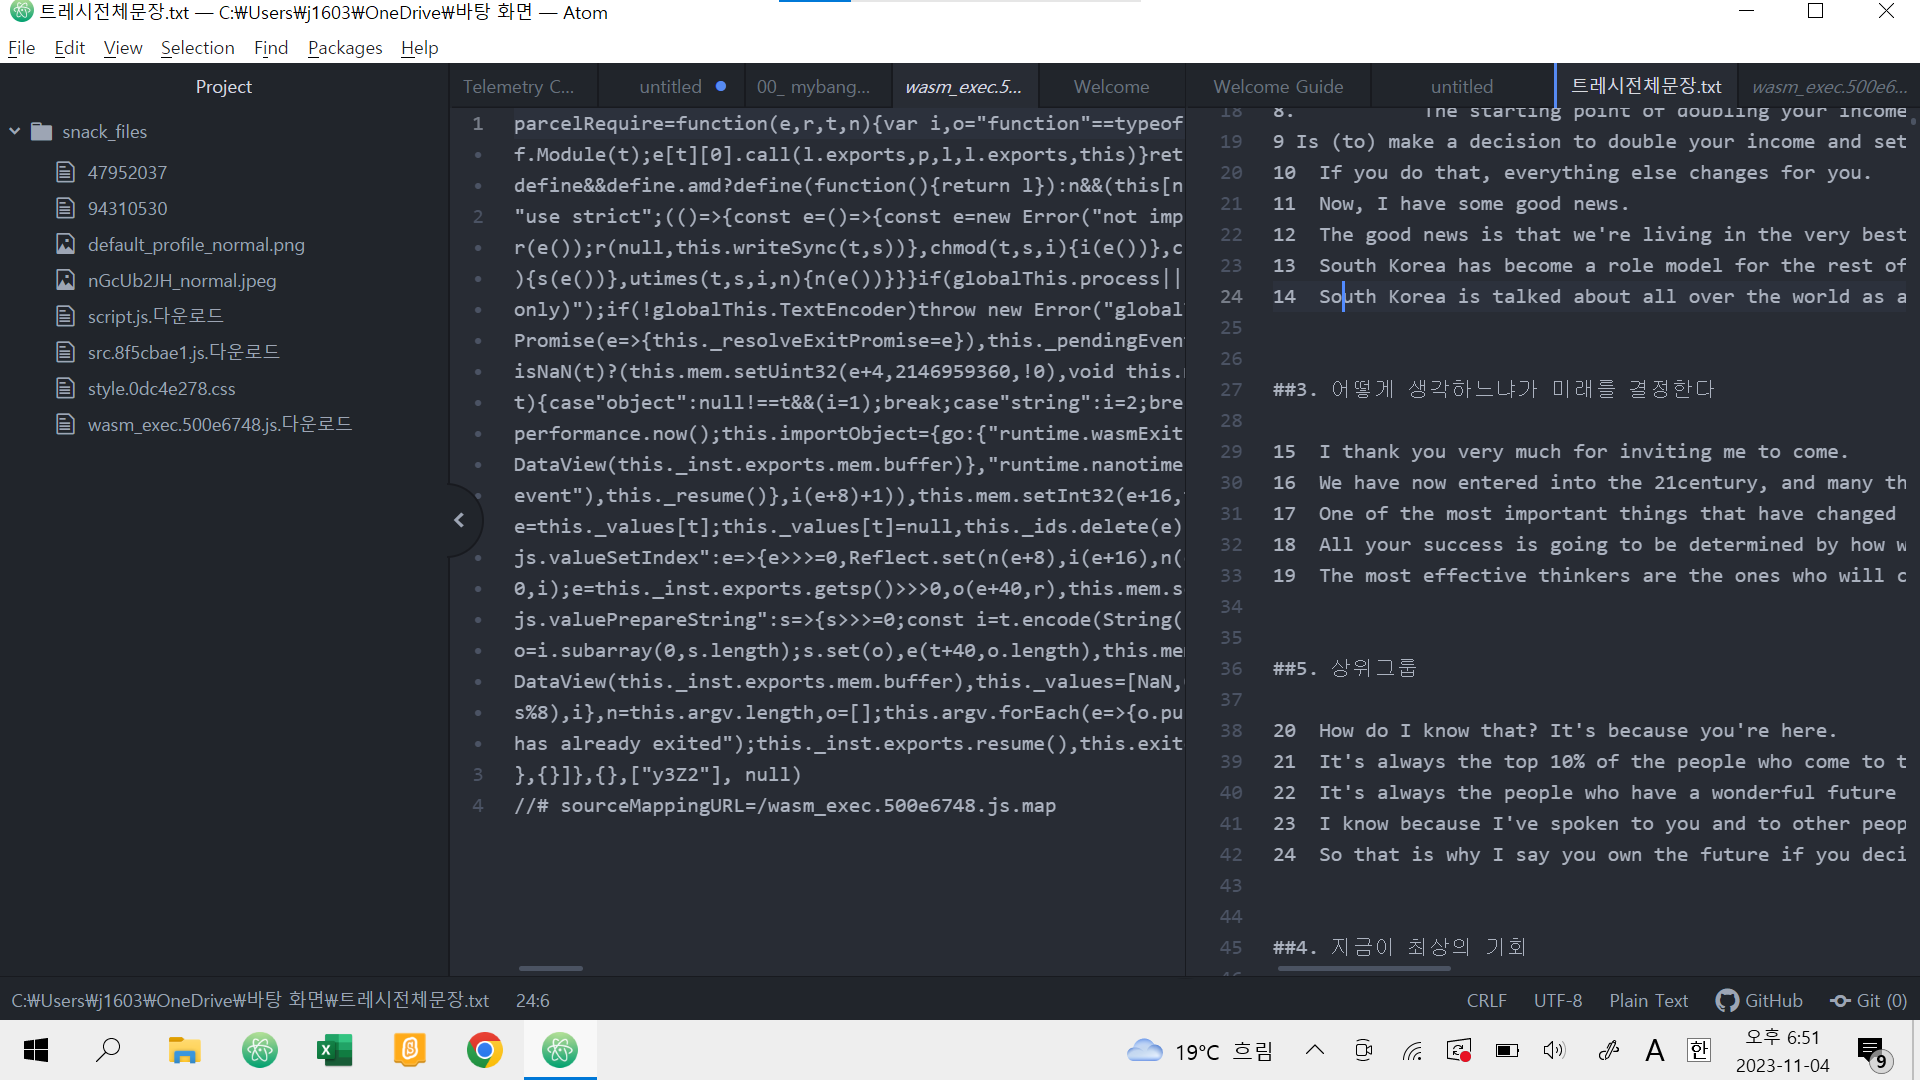 트레시전체문장.txt — C:₩Users₩j1603₩OneDrive₩바탕 화면 — Atom
File Edit View Selection Find Packages Help
Project
snack_files
47952037
94310530
default_profile_normal.png
nGcUb2JH_normal.jpeg
script.js.다운로드
src.8f5cbae1.js.다운로드
style.0dc4e278.css
wasm_exec.500e6748.js.다운로드
Telemetry C... untitled 00_ mybang... wasm_exec.5... Welcome
1 parcelRequire=function(e,r,t,n){var i,o="function"==typeof
• f.Module(t);e[t][0].call(l.exports,p,l,l.exports,this)}ret
• define&&define.amd?define(function(){return l}):n&&(this[n
2 "use strict";(()=>{const e=()=>{const e=new Error("not imp
• r(e());r(null,this.writeSync(t,s))},chmod(t,s,i){i(e())},c
• ){s(e())},utimes(t,s,i,n){n(e())}}}if(globalThis.process||
• only)");if(!globalThis.TextEncoder)throw new Error("global
• Promise(e=>{this._resolveExitPromise=e}),this._pendingEven
• isNaN(t)?(this.mem.setUint32(e+4,2146959360,!0),void this.
• t){case"object":null!==t&&(i=1);break;case"string":i=2;bre
• performance.now();this.importObject={go:{"runtime.wasmExit
• DataView(this._inst.exports.mem.buffer)},"runtime.nanotime
• event"),this._resume()},i(e+8)+1)),this.mem.setInt32(e+16,
• e=this._values[t];this._values[t]=null,this._ids.delete(e)
• js.valueSetIndex":e=>{e>>>=0,Reflect.set(n(e+8),i(e+16),n(
• 0,i);e=this._inst.exports.getsp()>>>0,o(e+40,r),this.mem.s
• js.valuePrepareString":s=>{s>>>=0;const i=t.encode(String(
• o=i.subarray(0,s.length);s.set(o),e(t+40,o.length),this.me
• DataView(this._inst.exports.mem.buffer),this._values=[NaN,
• s%8),i},n=this.argv.length,o=[];this.argv.forEach(e=>{o.pu
• has already exited");this._inst.exports.resume(),this.exit
3 },{}]},{},["y3Z2"], null)
4 //# sourceMappingURL=/wasm_exec.500e6748.js.map
Welcome Guide untitled 트레시전체문장.txt wasm_exec.500e6...
18 8. The starting point of doubling your income
19 9 Is (to) make a decision to double your income and set
20 10 If you do that, everything else changes for you.
21 11 Now, I have some good news.
22 12 The good news is that we're living in the very best
23 13 South Korea has become a role model for the rest of
24 14 South Korea is talked about all over the world as a
25
26
27 ##3. 어떻게 생각하느냐가 미래를 결정한다
28
29 15 I thank you very much for inviting me to come.
30 16 We have now entered into the 21century, and many th
31 17 One of the most important things that have changed
32 18 All your success is going to be determined by how w
33 19 The most effective thinkers are the ones who will c
34
35
36 ##5. 상위그룹
37
38 20 How do I know that? It's because you're here.
39 21 It's always the top 10% of the people who come to t
40 22 It's always the people who have a wonderful future
41 23 I know because I've spoken to you and to other peop
42 24 So that is why I say you own the future if you deci
43
44
45 ##4. 지금이 최상의 기회
C:₩Users₩j1603₩OneDrive₩바탕 화면₩트레시전체문장.txt 24:6 CRLF UTF-8 Plain Text GitHub Git (0)
19°C 흐림 A 한 오후 6:51
2023-11-04 9